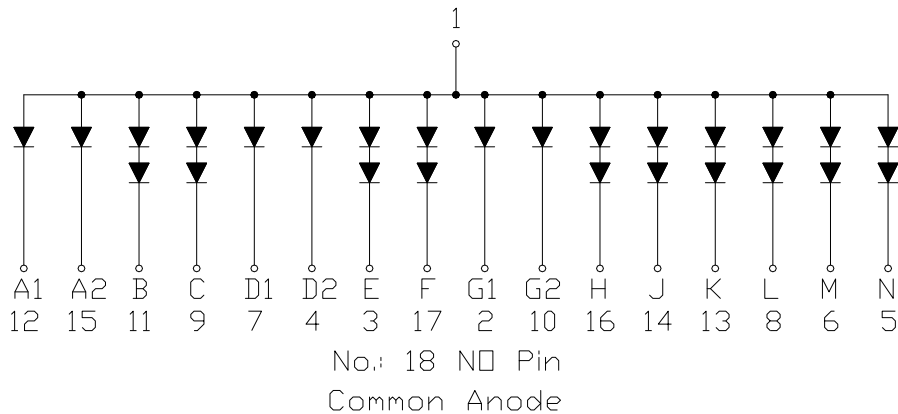 1
A1 A2 B C D1 D2 E F G1 G2 H J K L M N
12 15 11 9 7 4 3 17 2 10 16 14 13 8 6 5
No.: 18 NO Pin
Common Anode